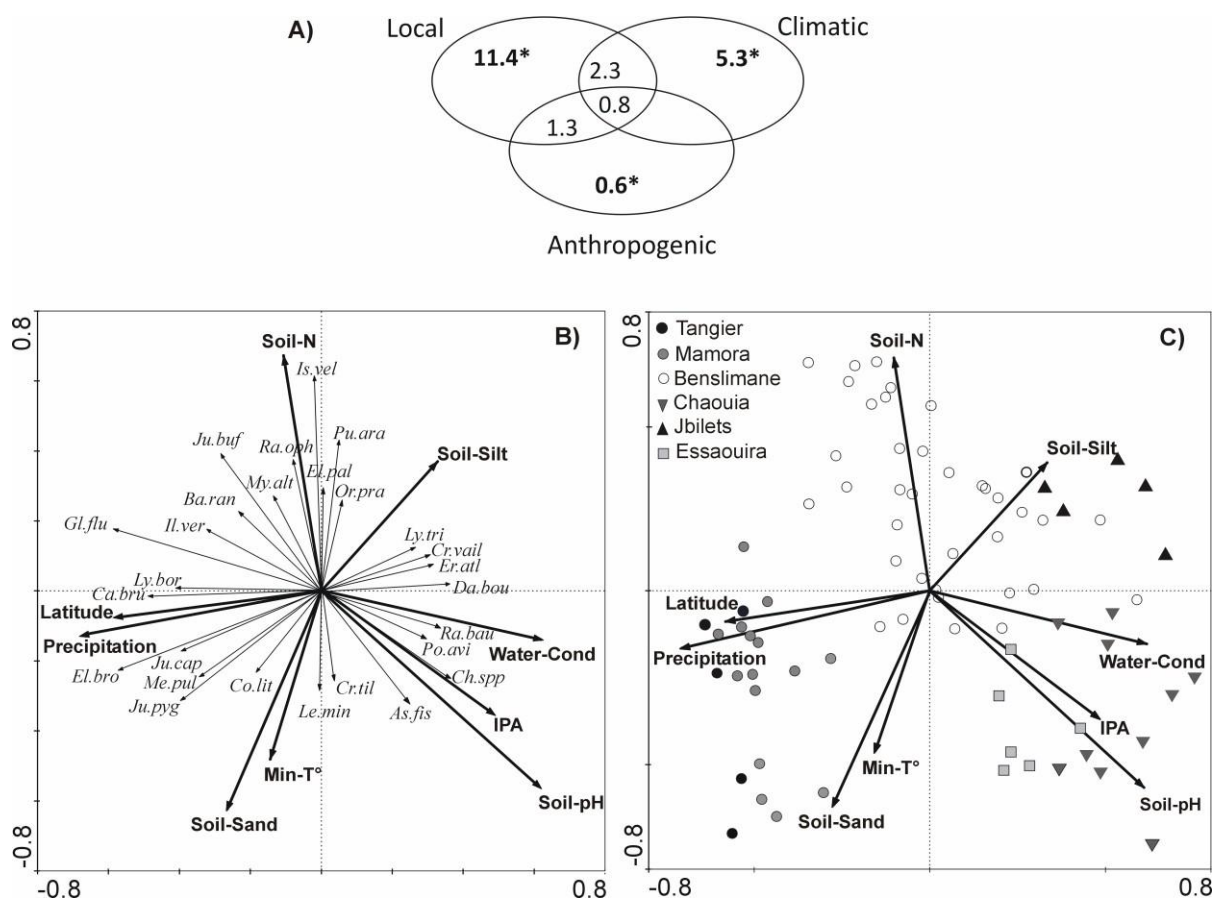 A)
Local
Climatic
11.4*
5.3*
2.3
0.8
1.3
0.6*
Anthropogenic
B)
0.8
Soil-N
Is.vel
Pu.ara
Ju.buf
Ra.oph
Soil-Silt
El.pal
My.alt
Or.pra
Ba.ran
Gl.flu
Il.ver
Ly.tri
Cr.vail
Er.atl
Ly.bor
Da.bou
Ca.bru
Latitude
Precipitation
Ra.bau
Po.avi
Water-Cond
Ju.cap
El.bro
Me.pul
Co.lit
Cr.til
Ch.spp
Ju.pyg
Le.min
As.fis
IPA
Min-T°
Soil-pH
Soil-Sand
-0.8
-0.8
0.8
C)
0.8
Tangier
Mamora
Benslimane
Chaouia
Jbilets
Essaouira
Soil-N
Soil-Silt
Latitude
Precipitation
Water-Cond
IPA
Min-T°
Soil-pH
Soil-Sand
-0.8
-0.8
0.8